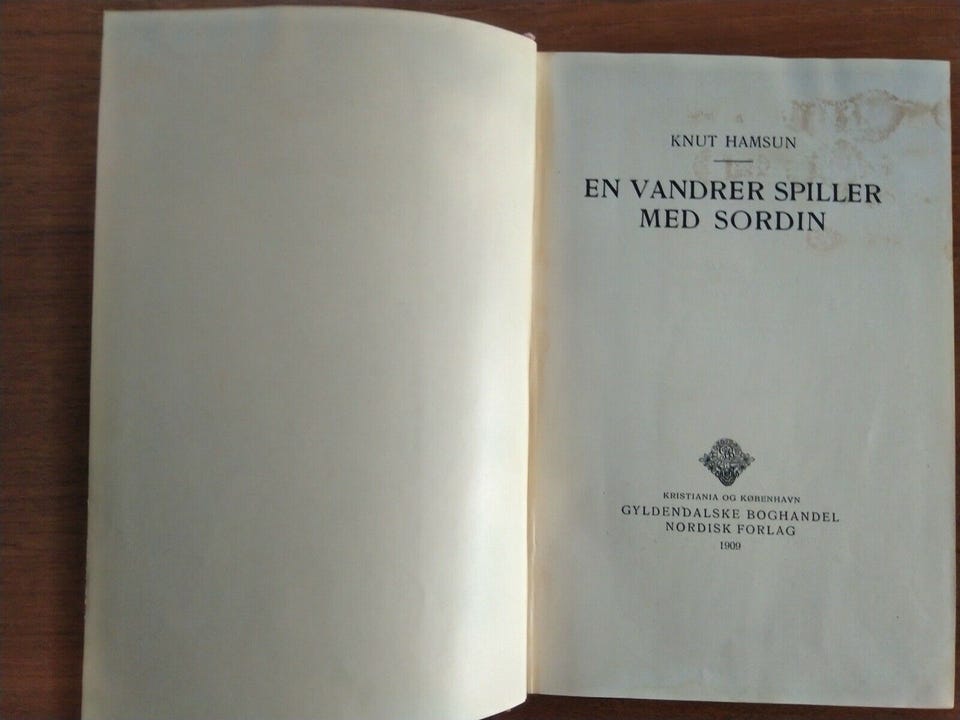 KNUT HAMSUN
EN VANDRER SPILLER
MED SORDIN
KRISTIANIA OG KØBENHAVN
GYLDENDALSKE BOGHANDEL
NORDISK FORLAG
1909